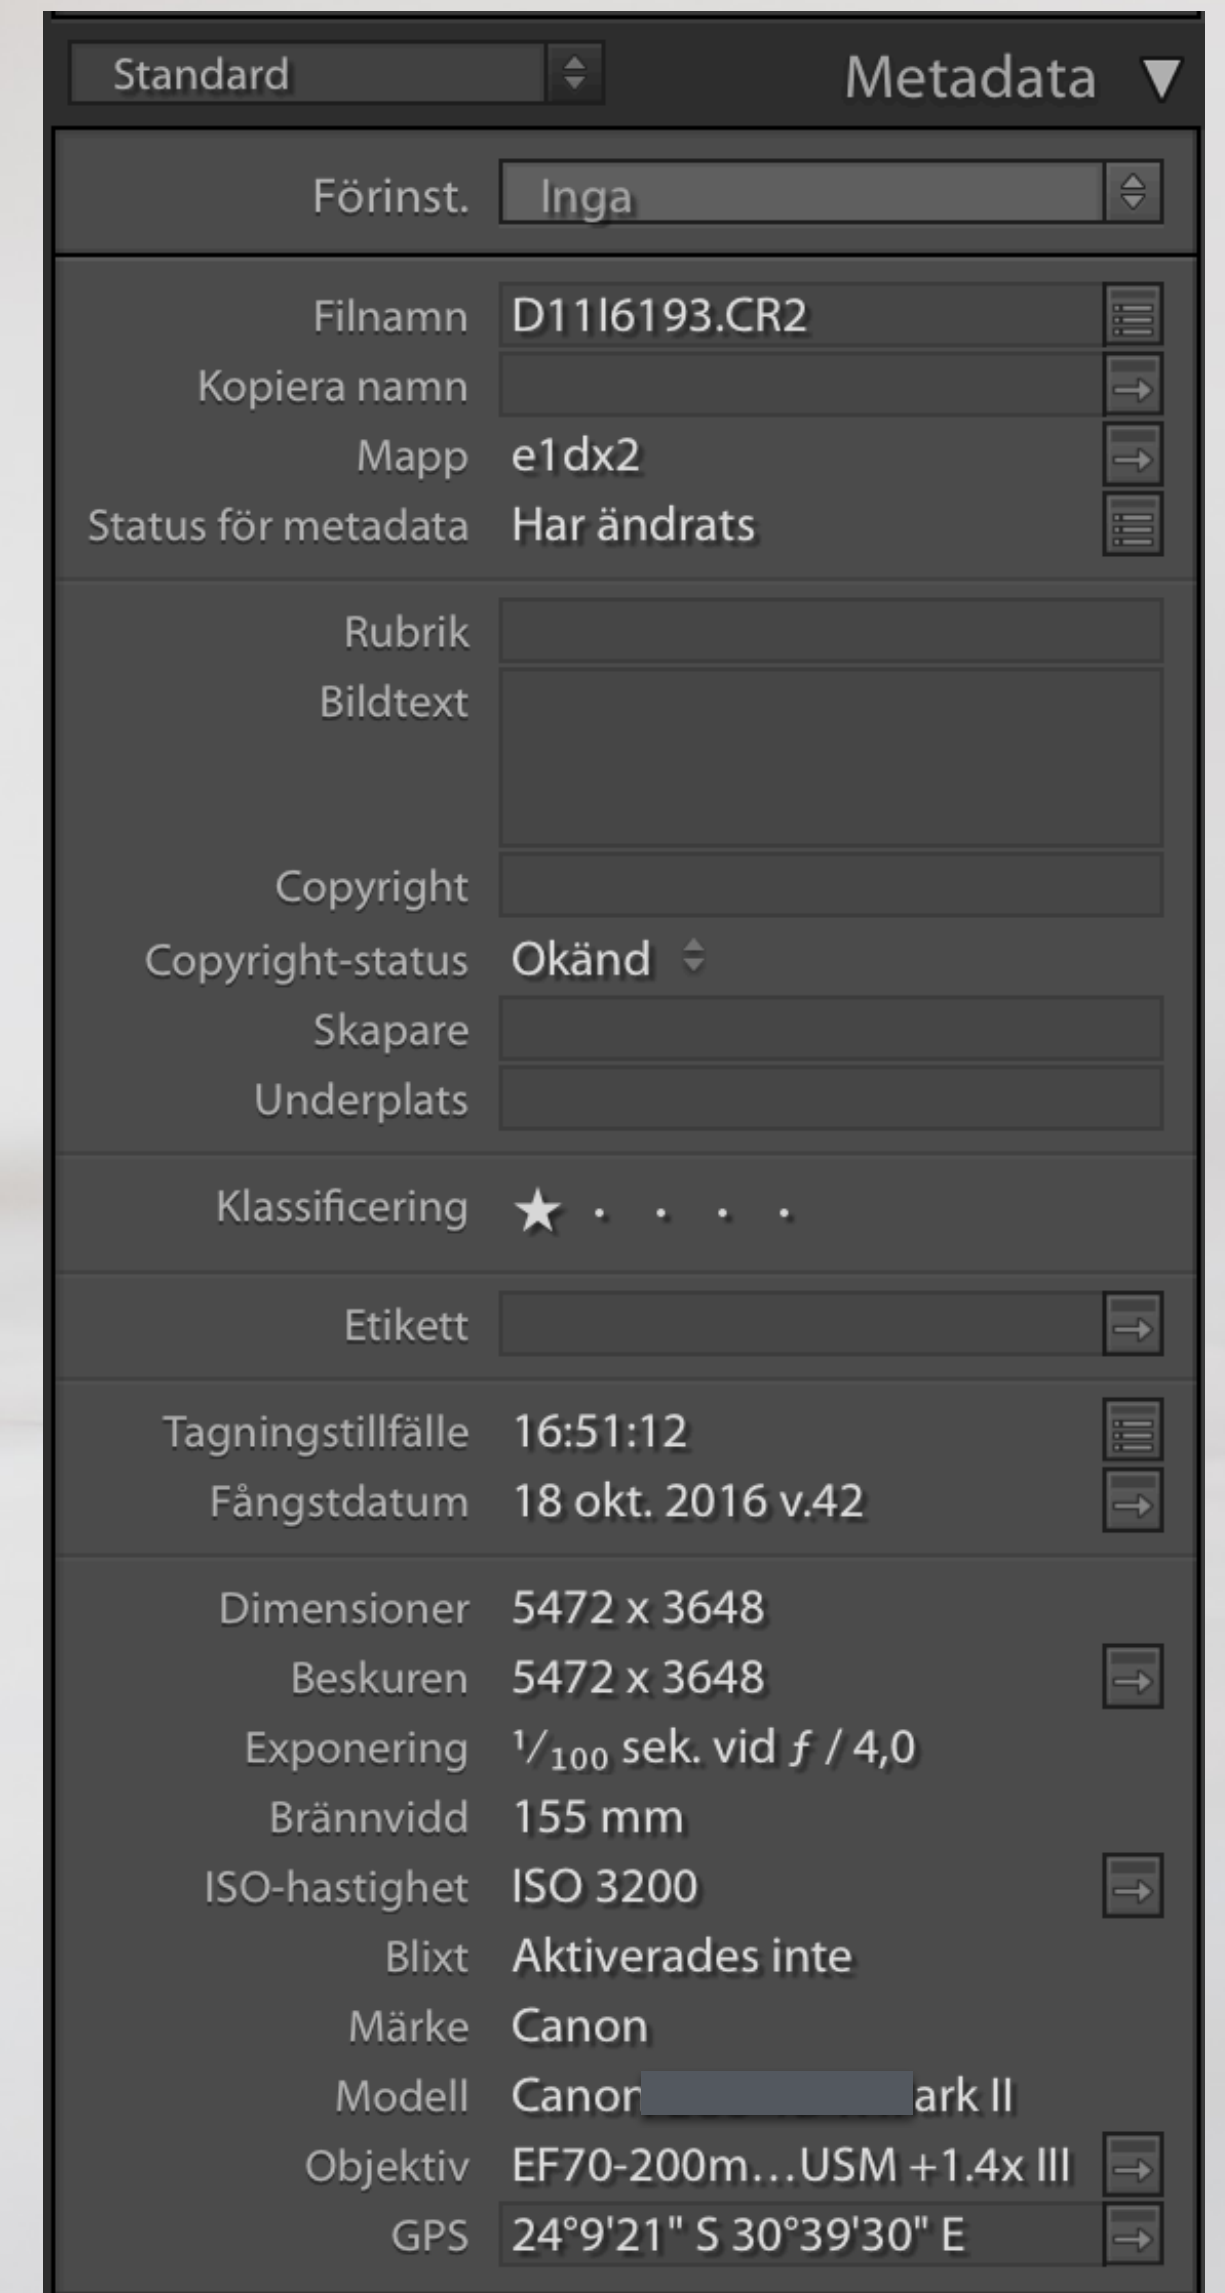 Standard Metadata
Förinst. Inga
Filnamn D11I6193.CR2
Kopiera namn
Mapp e1dx2
Status för metadata Har ändrats
Rubrik
Bildtext
Copyright
Copyright-status Okänd
Skapare
Underplats
Klassificering
Etikett
Tagningstillfälle 16:51:12
Fångstdatum 18 okt. 2016 v.42
Dimensioner 5472 x 3648
Beskuren 5472 x 3648
Exponering 1/100 sek. vid ƒ / 4,0
Brännvidd 155 mm
ISO-hastighet ISO 3200
Blixt Aktiverades inte
Märke Canon
Modell Canon ark II
Objektiv EF70-200m...USM +1.4x III
GPS 24°9'21" S 30°39'30" E